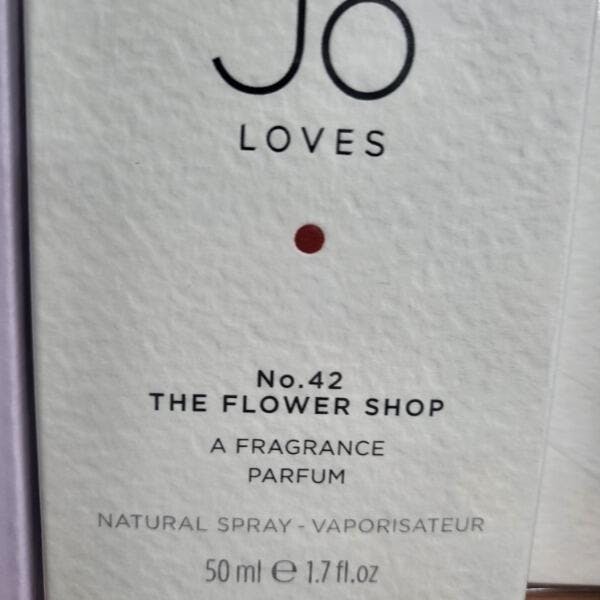 Jo
LOVES
No.42
THE FLOWER SHOP
A FRAGRANCE
PARFUM
NATURAL SPRAY - VAPORISATEUR
50 ml ℮ 1.7 fl.oz